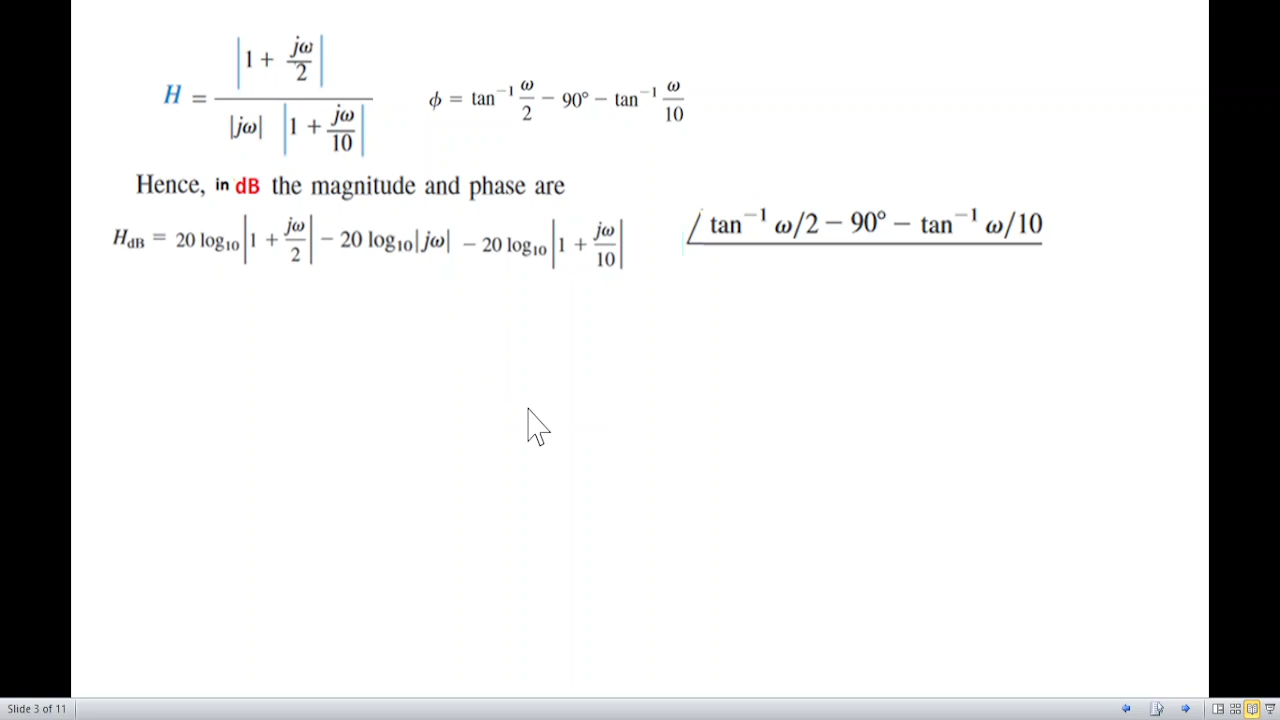 H = |1 + jω/2| / |jω| |1 + jω/10|
ϕ = tan⁻¹ ω/2 − 90° − tan⁻¹ ω/10
Hence, in dB the magnitude and phase are
H_dB = 20 log₁₀|1 + jω/2| − 20 log₁₀|jω| − 20 log₁₀|1 + jω/10|
∕tan⁻¹ ω/2 − 90° − tan⁻¹ ω/10
Slide 3 of 11